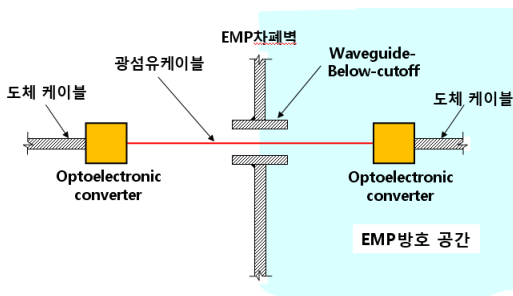 EMP차폐벽
Waveguide-
Below-cutoff
광섬유케이블
도체 케이블
도체 케이블
Optoelectronic
converter
Optoelectronic
converter
EMP방호 공간